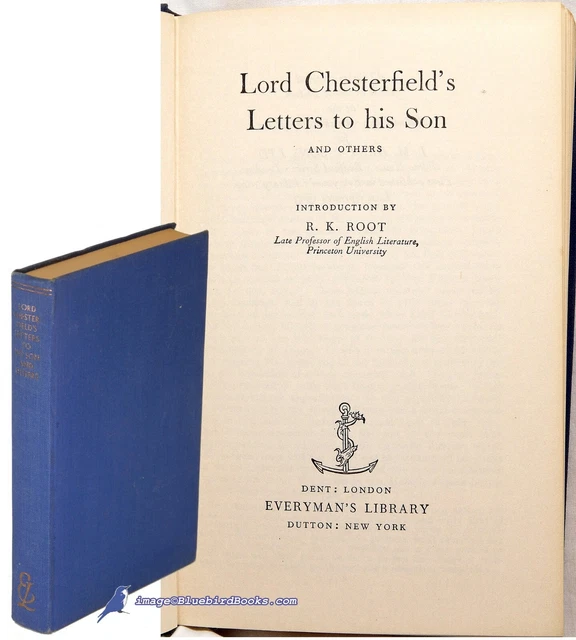 Lord Chesterfield's
Letters to his Son
AND OTHERS
INTRODUCTION BY
R. K. ROOT
Late Professor of English Literature,
Princeton University
DENT: LONDON
EVERYMAN'S LIBRARY
DUTTON: NEW YORK
LORD
CHESTER
FIELD'S
LETTERS
TO
HIS SON
AND
OTHERS
EL
image©BluebirdBooks.com